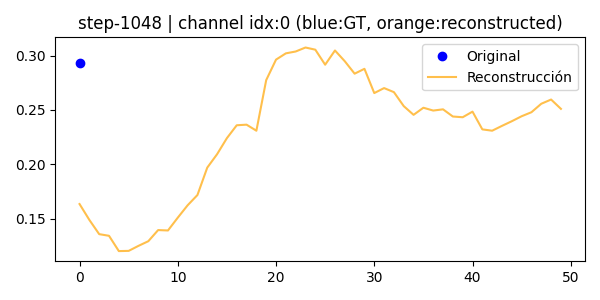 step-1048 | channel idx:0 (blue:GT, orange:reconstructed)
Original
Reconstrucción
0.30
0.25
0.20
0.15
0 10 20 30 40 50